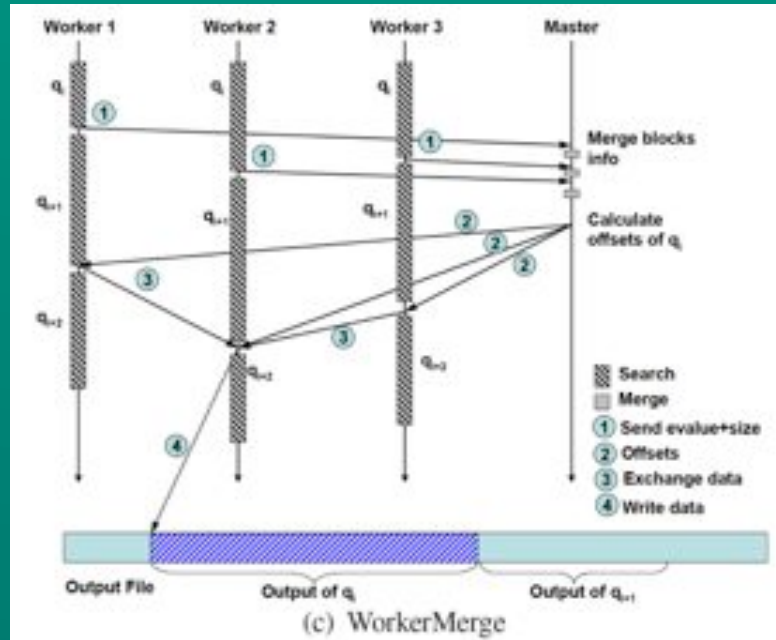 Worker 1 Worker 2 Worker 3 Master
qᵢ qᵢ qᵢ
1 1 1
Merge blocks
info
qᵢ₊₁ qᵢ₊₁ qᵢ₊₁
2 2 2
Calculate
offsets of qᵢ
3 3
qᵢ₊₂ qᵢ₊₂ qᵢ₊₂
4
Search
Merge
1 Send evalue+size
2 Offsets
3 Exchange data
4 Write data
Output File Output of qᵢ Output of qᵢ₊₁
(c) WorkerMerge